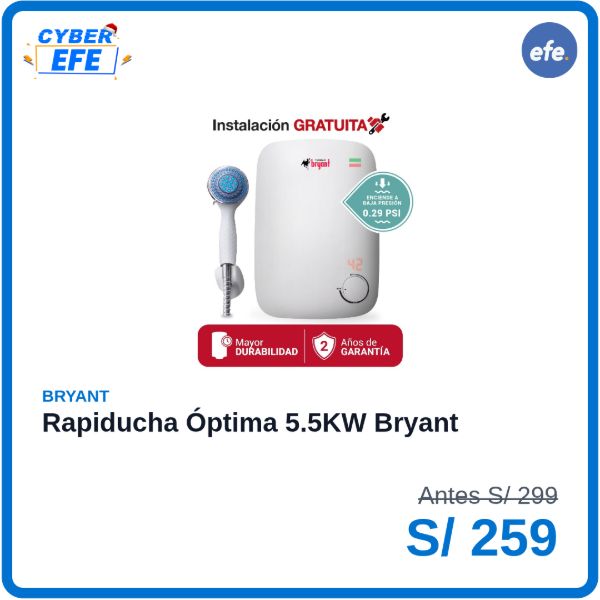 CYBER
EFE
efe.
Instalación GRATUITA
bryant
ENCIENDE A
BAJA PRESIÓN
0.29 PSI
42
Mayor
DURABILIDAD
2
Años de
GARANTÍA
BRYANT
Rapiducha Óptima 5.5KW Bryant
Antes S/ 299
S/ 259